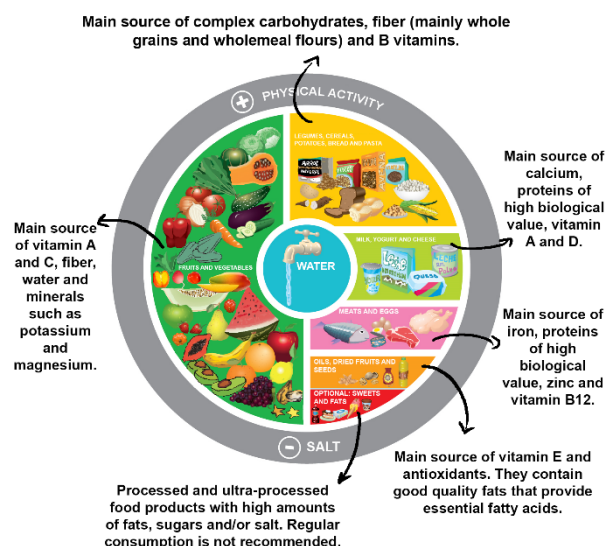 Main source of complex carbohydrates, fiber (mainly whole
grains and wholemeal flours) and B vitamins.
PHYSICAL ACTIVITY
LEGUMES, CEREALS,
POTATOES, BREAD AND PASTA
ARROZ
Main source of
calcium,
proteins of
high biological
value, vitamin
A and D.
MILK, YOGURT AND CHEESE
QUESO
Main source
of vitamin A
and C, fiber,
water and
minerals
such as
potassium
and
magnesium.
FRUITS AND VEGETABLES
WATER
MEATS AND EGGS
Main source of
iron, proteins
of high
biological
value, zinc and
vitamin B12.
OILS, DRIED FRUITS AND
SEEDS
OPTIONAL: SWEETS
AND FATS
SALT
Main source of vitamin E and
antioxidants. They contain
good quality fats that provide
essential fatty acids.
Processed and ultra-processed
food products with high amounts
of fats, sugars and/or salt. Regular
consumption is not recommended.